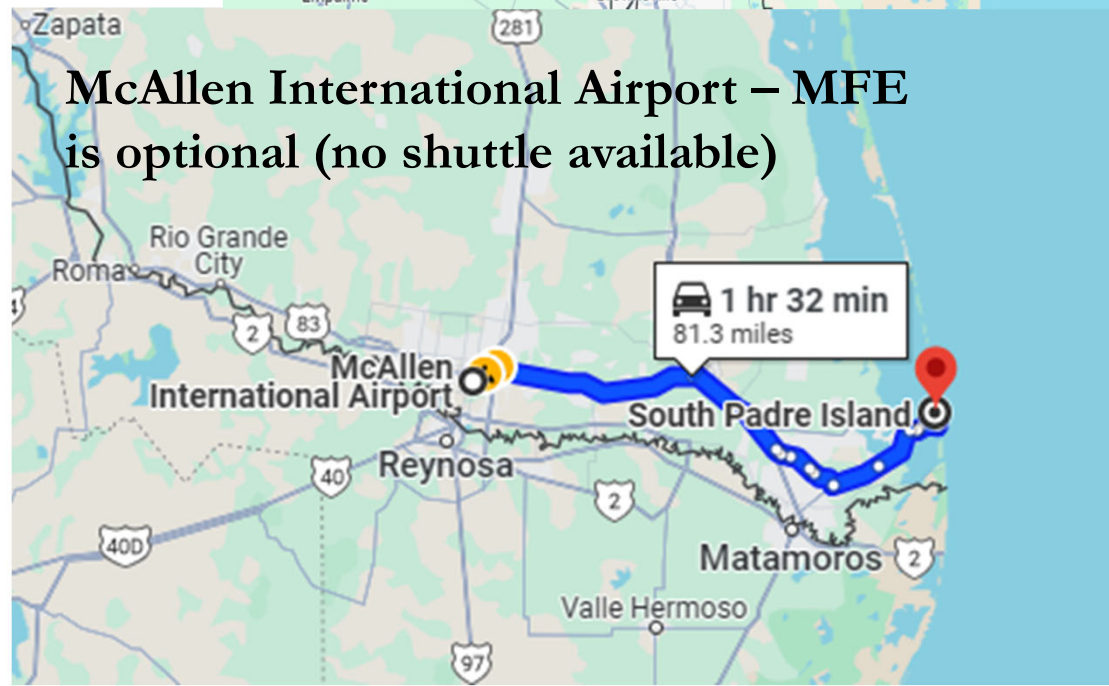 Zapata
281
McAllen International Airport – MFE
is optional (no shuttle available)
Rio Grande
City
Roma
2
83
1 hr 32 min
81.3 miles
McAllen
International Airport
South Padre Island
Reynosa
40
2
40D
Matamoros
2
Valle Hermoso
97